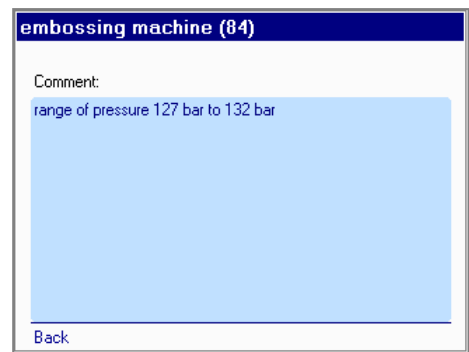 embossing machine (84)
Comment:
range of pressure 127 bar to 132 bar
Back